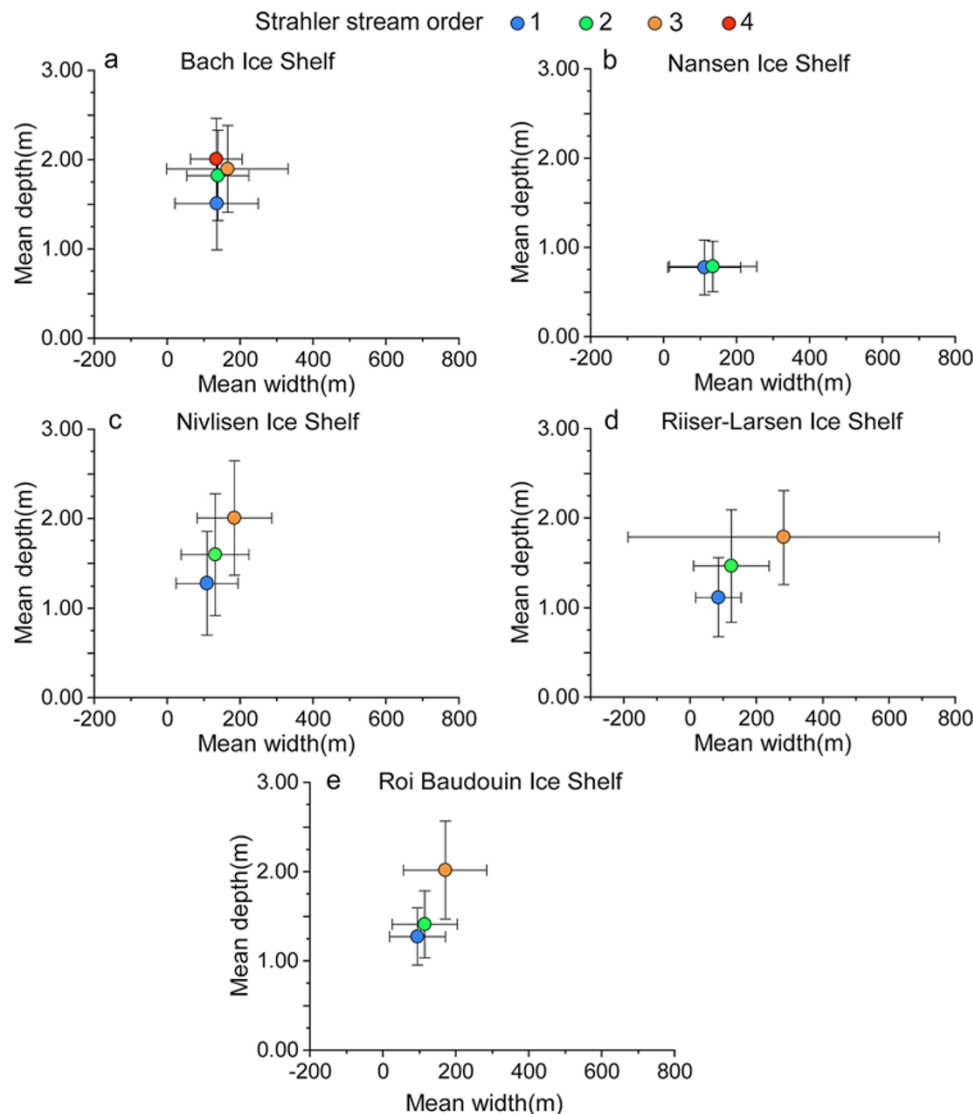 Strahler stream order 1 2 3 4
a Bach Ice Shelf
3.00
2.00
1.00
0.00
-200 0 200 400 600 800
Mean depth(m)
Mean width(m)
b Nansen Ice Shelf
3.00
2.00
1.00
0.00
-200 0 200 400 600 800
Mean depth(m)
Mean width(m)
c Nivlisen Ice Shelf
3.00
2.00
1.00
0.00
-200 0 200 400 600 800
Mean depth(m)
Mean width(m)
d Riiser-Larsen Ice Shelf
3.00
2.00
1.00
0.00
-200 0 200 400 600 800
Mean depth(m)
Mean width(m)
e Roi Baudouin Ice Shelf
3.00
2.00
1.00
0.00
-200 0 200 400 600 800
Mean depth(m)
Mean width(m)